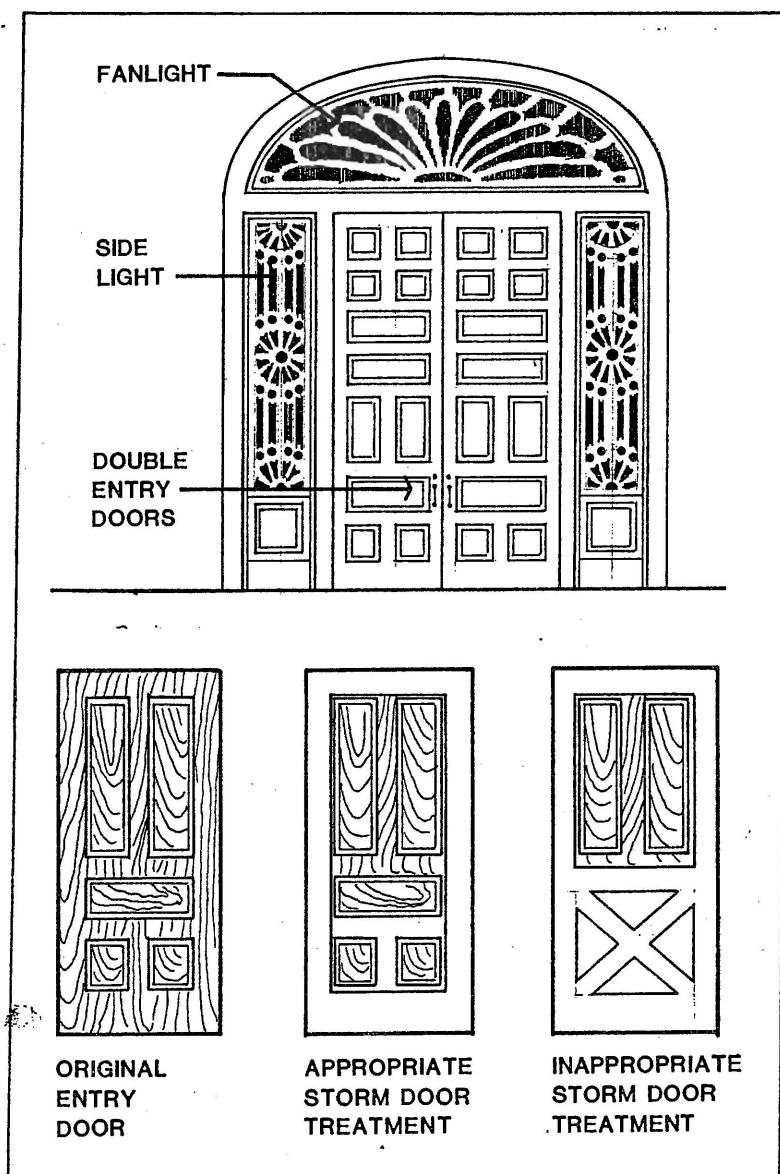 FANLIGHT
SIDE
LIGHT
DOUBLE
ENTRY
DOORS
ORIGINAL
ENTRY
DOOR
APPROPRIATE
STORM DOOR
TREATMENT
INAPPROPRIATE
STORM DOOR
TREATMENT